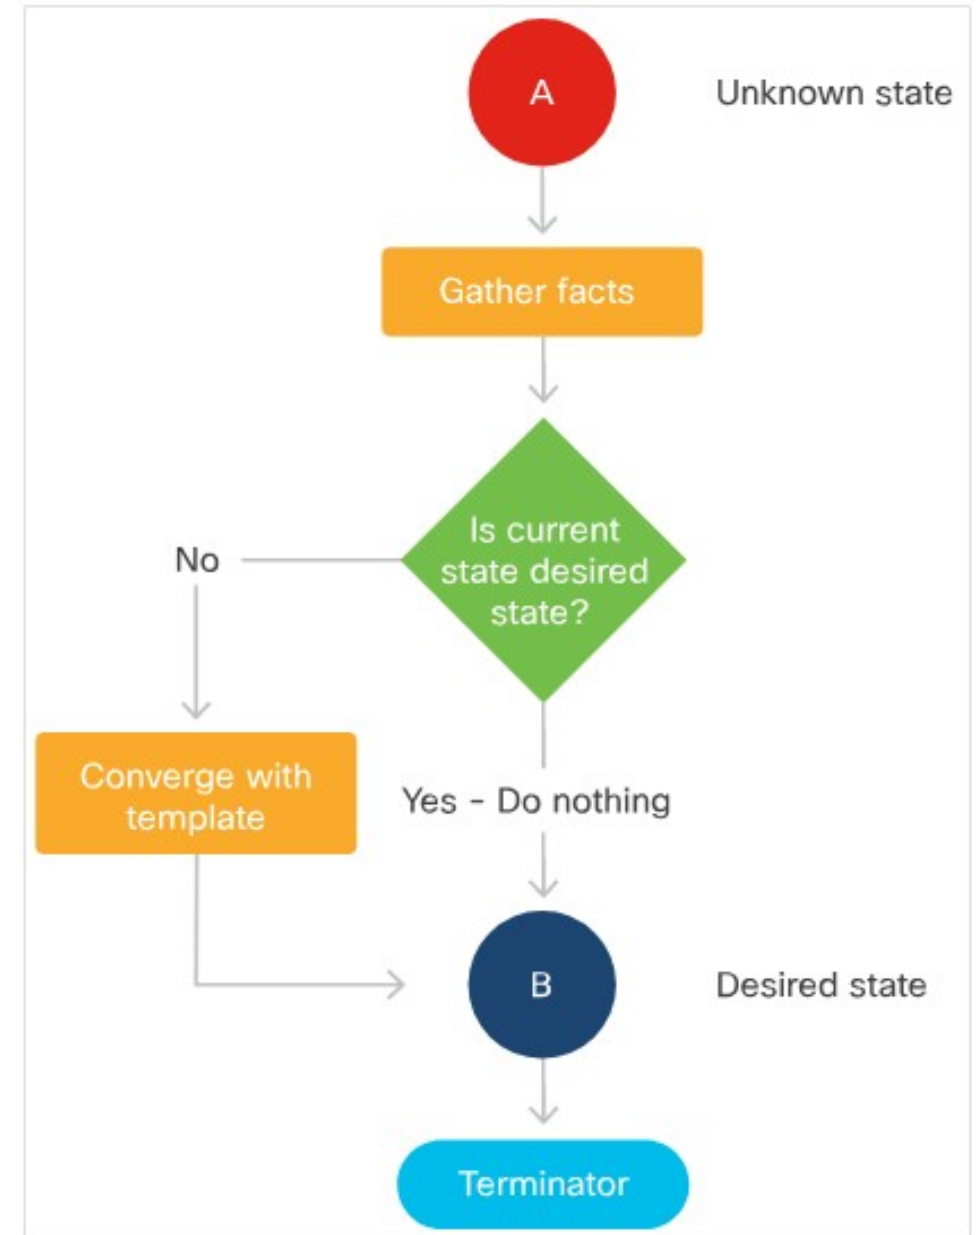 A
Unknown state
Gather facts
Is current
state desired
state?
No
Converge with
template
Yes - Do nothing
B
Desired state
Terminator